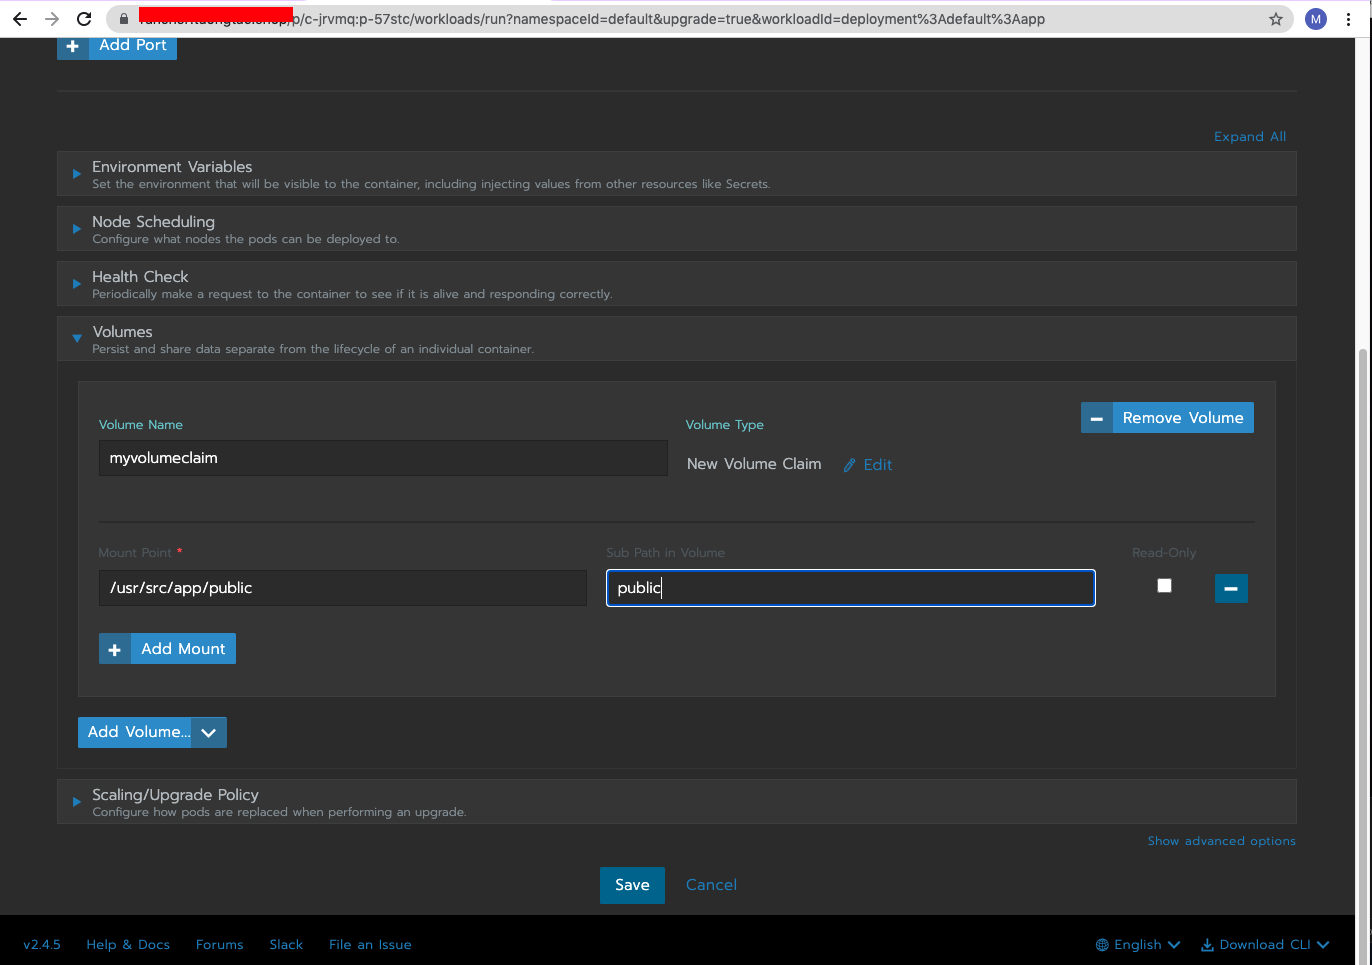 /p/c-jrvmq:p-57stc/workloads/run?namespaceId=default&upgrade=true&workloadId=deployment%3Adefault%3Aapp
M
Add Port
Expand All
Environment Variables
Set the environment that will be visible to the container, including injecting values from other resources like Secrets.
Node Scheduling
Configure what nodes the pods can be deployed to.
Health Check
Periodically make a request to the container to see if it is alive and responding correctly.
Volumes
Persist and share data separate from the lifecycle of an individual container.
Volume Name
Volume Type
Remove Volume
myvolumeclaim
New Volume Claim
Edit
Mount Point *
Sub Path in Volume
Read-Only
/usr/src/app/public
public
Add Mount
Add Volume...
Scaling/Upgrade Policy
Configure how pods are replaced when performing an upgrade.
Show advanced options
Save
Cancel
v2.4.5
Help & Docs
Forums
Slack
File an Issue
English
Download CLI